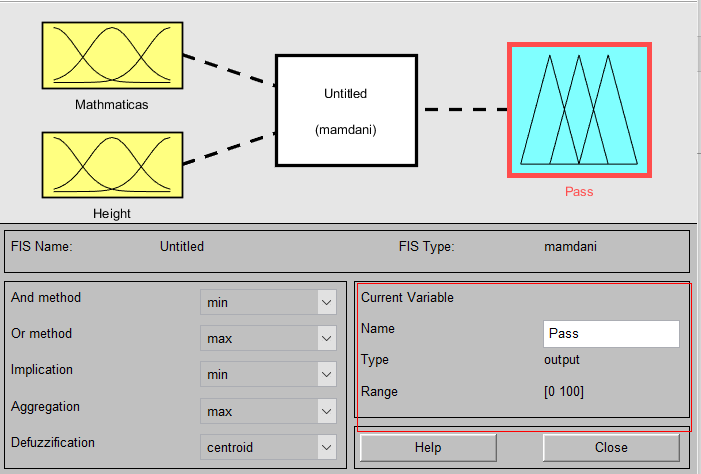 Mathmaticas
Height
Untitled
(mamdani)
Pass
FIS Name: Untitled FIS Type: mamdani
And method min
Or method max
Implication min
Aggregation max
Defuzzification centroid
Current Variable
Name Pass
Type output
Range [0 100]
Help Close